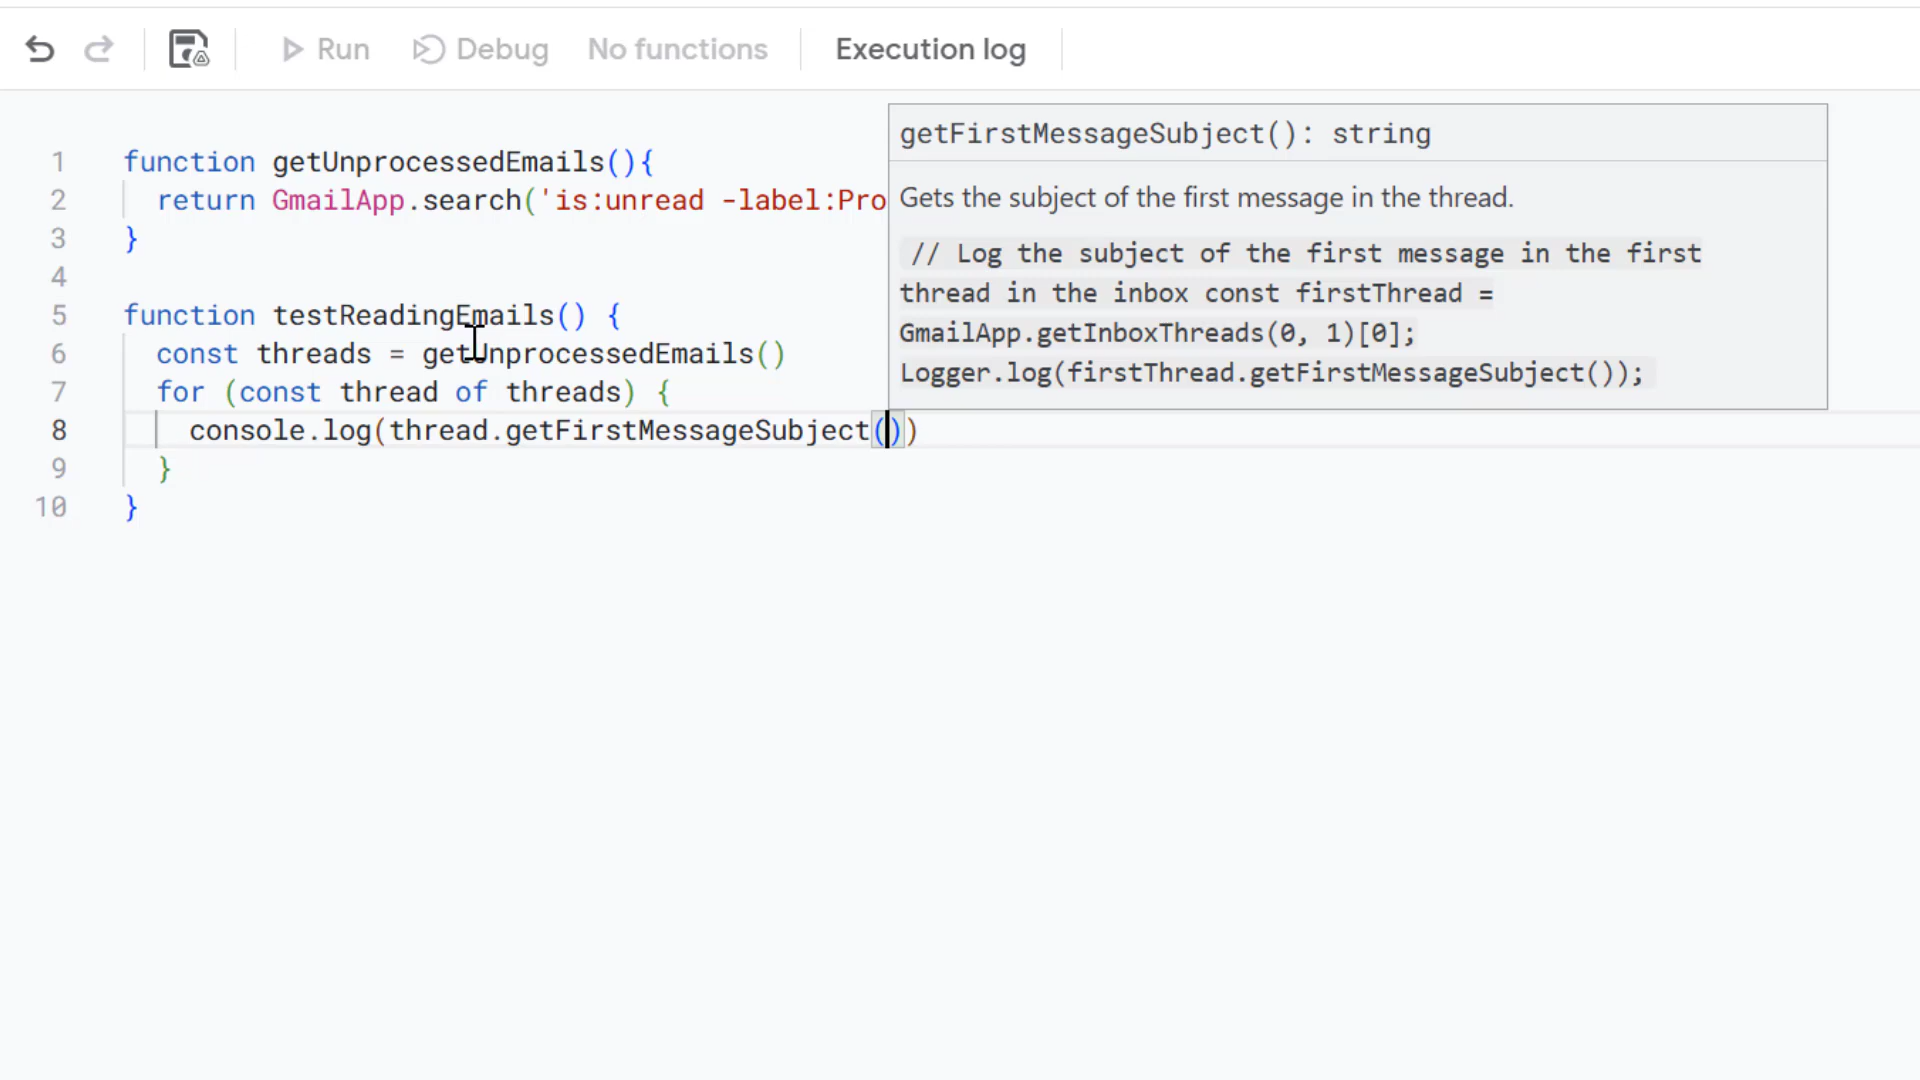 Run Debug No functions Execution log
1 function getUnprocessedEmails(){
2 return GmailApp.search('is:unread -label:Pro
3 }
4
5 function testReadingEmails() {
6 const threads = getUnprocessedEmails()
7 for (const thread of threads) {
8 console.log(thread.getFirstMessageSubject())
9 }
10 }
getFirstMessageSubject(): string
Gets the subject of the first message in the thread.
// Log the subject of the first message in the first
thread in the inbox const firstThread =
GmailApp.getInboxThreads(0, 1)[0];
Logger.log(firstThread.getFirstMessageSubject());